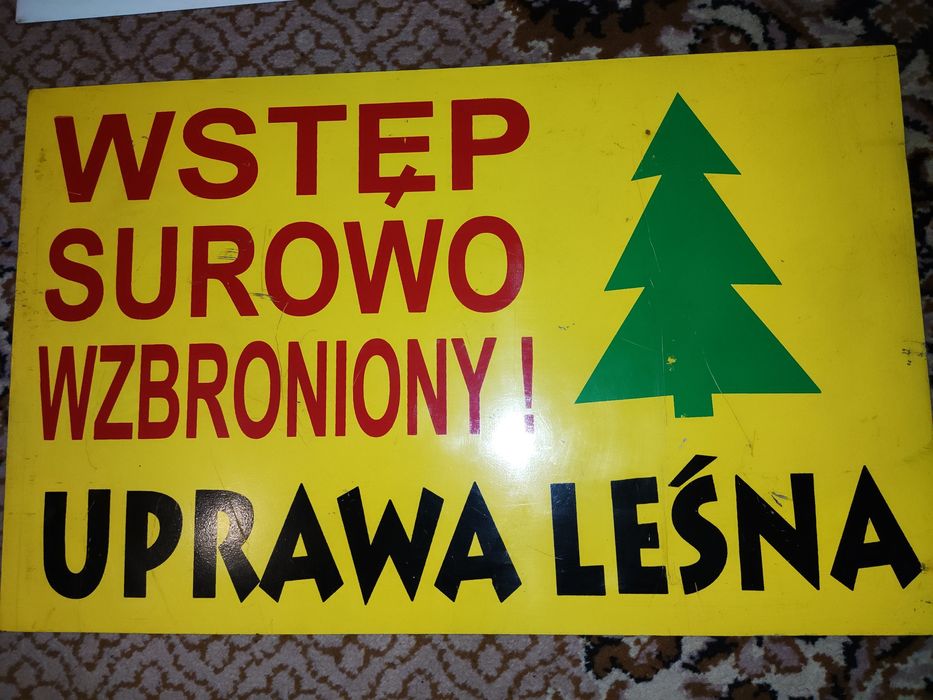 WSTĘP
SUROWO
WZBRONIONY !
UPRAWA LEŚNA